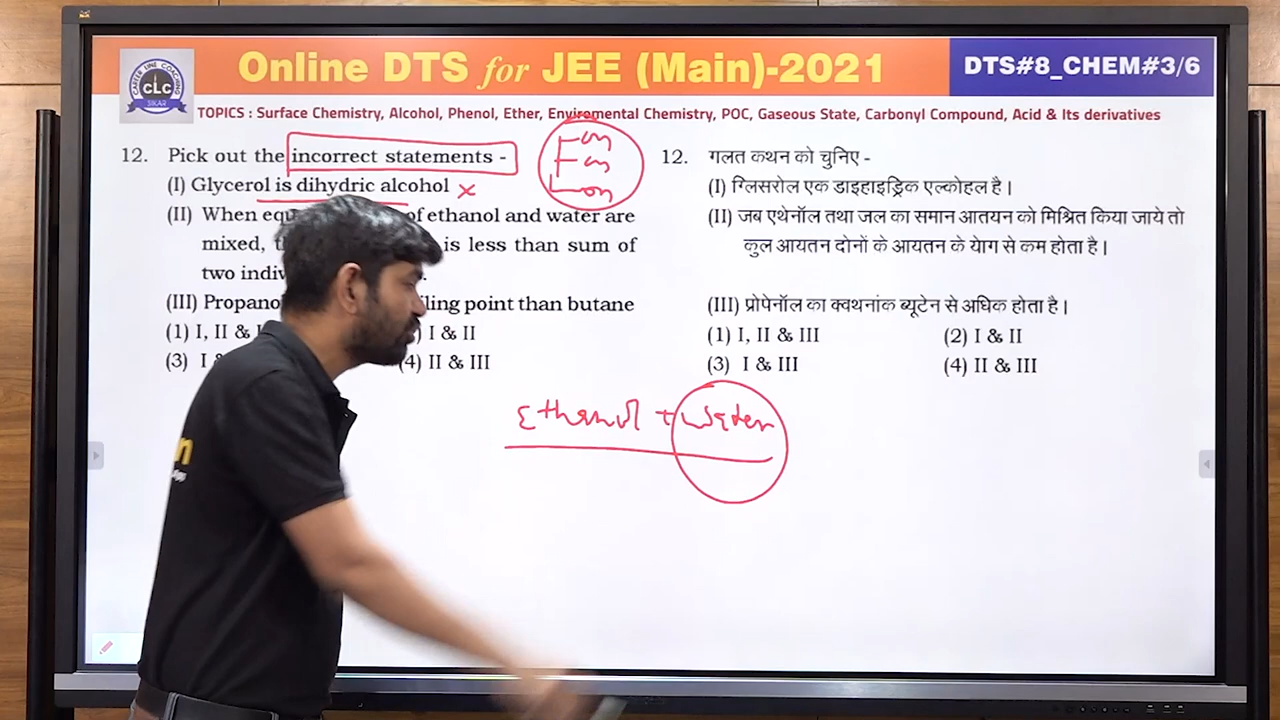 Online DTS for JEE (Main)-2021
DTS#8_CHEM#3/6
CAREER LINE COACHING
CLC
SIKAR
TOPICS : Surface Chemistry, Alcohol, Phenol, Ether, Enviromental Chemistry, POC, Gaseous State, Carbonyl Compound, Acid & Its derivatives
12. Pick out the incorrect statements -
(I) Glycerol is dihydric alcohol x
(II) When of ethanol and water are
mixed, is less than sum of
two
(III) point than butane
(1) I, II & I & II
(3) I (4) II & III
OH
OH
OH
12. गलत कथन को चुनिए -
(I) ग्लिसरोल एक डाइहाइड्रिक एल्कोहल है।
(II) जब एथेनॉल तथा जल का समान आतयन को मिश्रित किया जाये तो
कुल आयतन दोनों के आयतन के येाग से कम होता है।
(III) प्रोपेनॉल का क्वथनांक ब्यूटेन से अधिक होता है।
(1) I, II & III (2) I & II
(3) I & III (4) II & III
Ethanol + Water